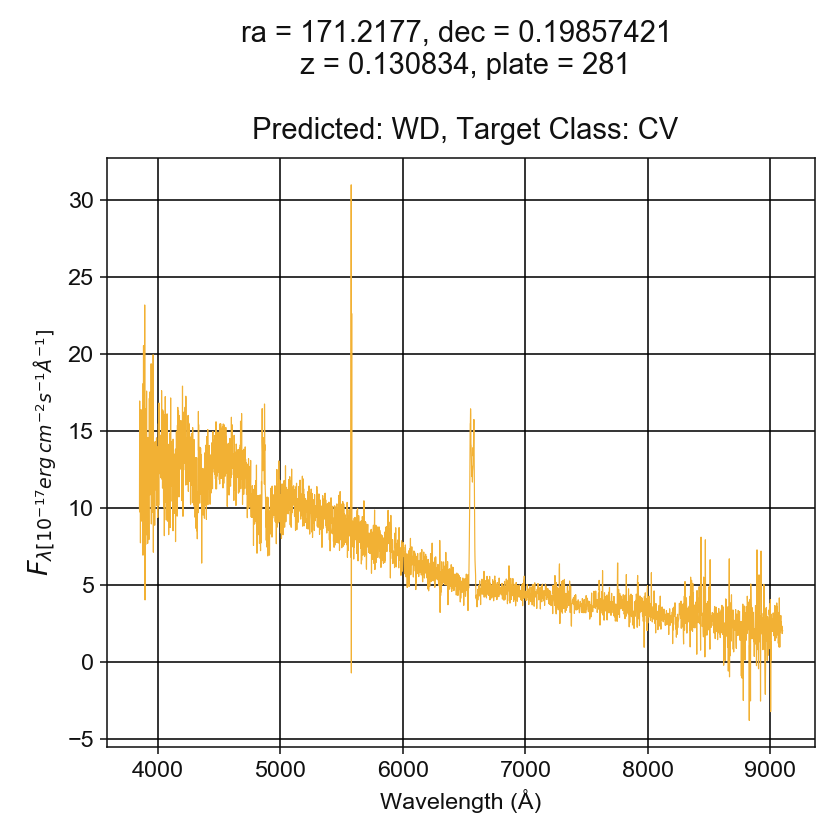 ra = 171.2177, dec = 0.19857421
z = 0.130834, plate = 281
Predicted: WD, Target Class: CV
30
25
20
15
10
5
0
−5
F_λ[10⁻¹⁷erg cm⁻²s⁻¹Å⁻¹]
4000 5000 6000 7000 8000 9000
Wavelength (Å)